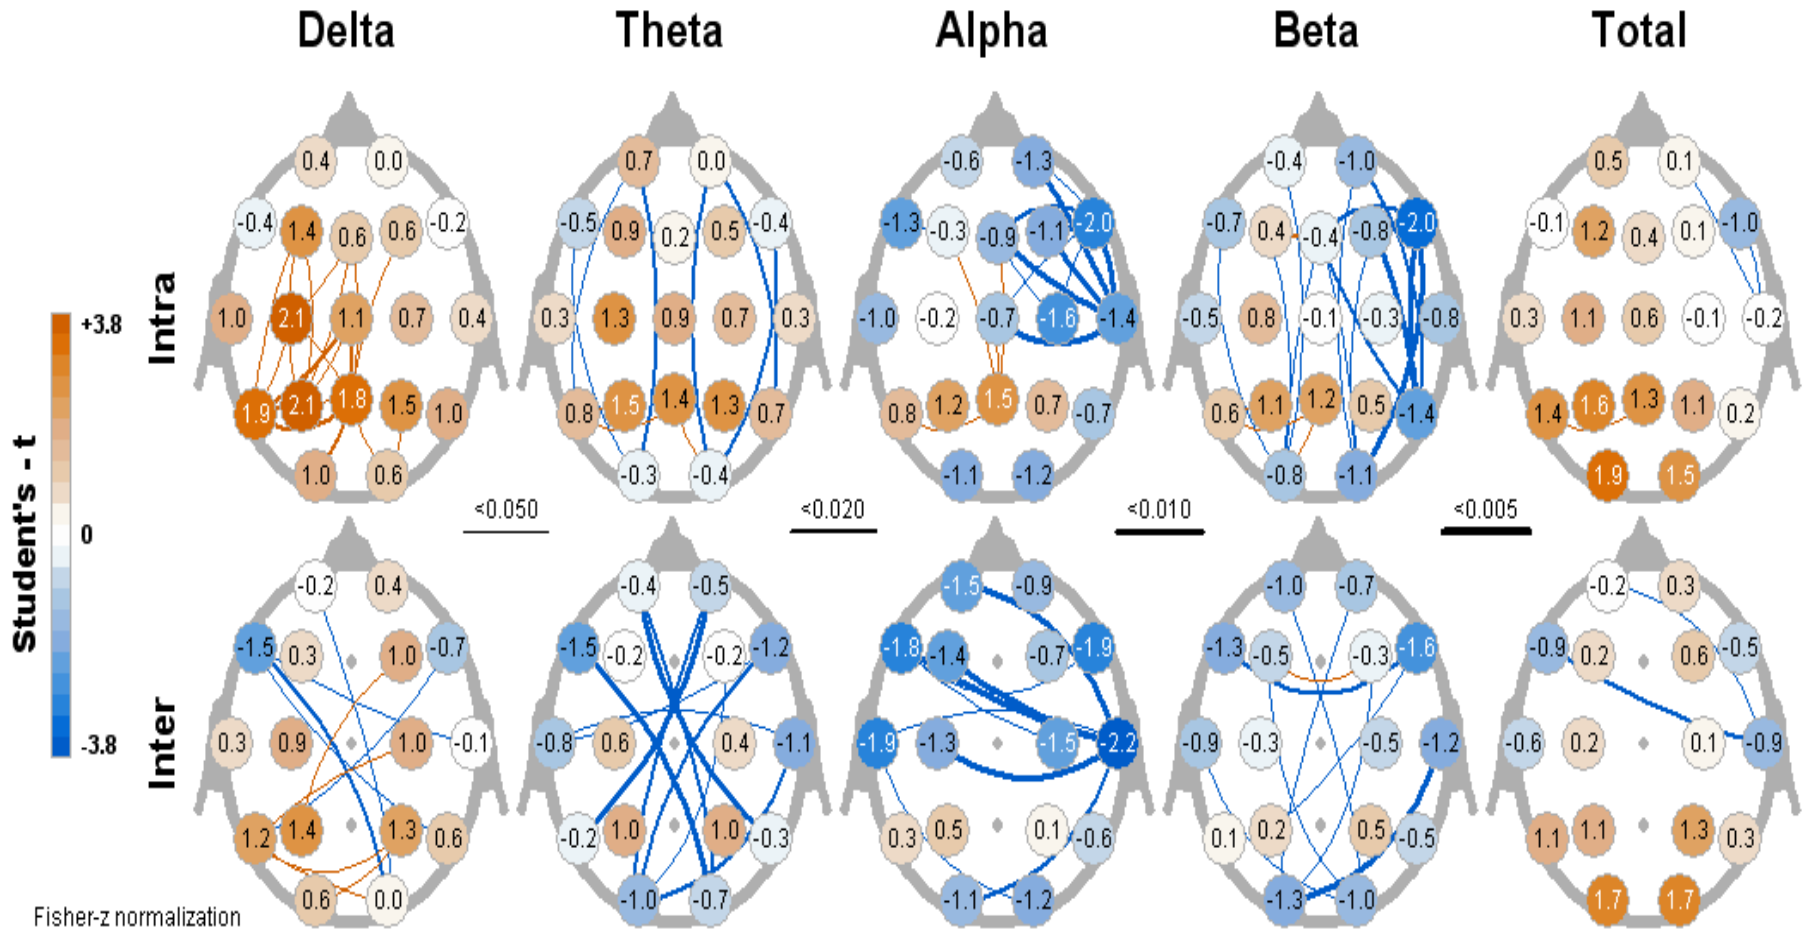 Delta Theta Alpha Beta Total
Intra
0.4 0.0
-0.4 1.4 0.6 0.6 -0.2
1.0 2.1 1.1 0.7 0.4
1.9 2.1 1.8 1.5 1.0
1.0 0.6
0.7 0.0
-0.5 0.9 0.2 0.5 -0.4
0.3 1.3 0.9 0.7 0.3
0.8 1.5 1.4 1.3 0.7
-0.3 -0.4
-0.6 -1.3
-1.3 -0.3 -0.9 -1.1 -2.0
-1.0 -0.2 -0.7 -1.6 -1.4
0.8 1.2 1.5 0.7 -0.7
-1.1 -1.2
-0.4 -1.0
-0.7 0.4 -0.4 -0.8 -2.0
-0.5 0.8 -0.1 -0.3 -0.8
0.6 1.1 1.2 0.5 -1.4
-0.8 -1.1
0.5 0.1
-0.1 1.2 0.4 0.1 -1.0
0.3 1.1 0.6 -0.1 -0.2
1.4 1.6 1.3 1.1 0.2
1.9 1.5
<0.050 <0.020 <0.010 <0.005
Student's - t
+3.8
0
-3.8
Inter
-0.2 0.4
-1.5 0.3 1.0 -0.7
0.3 0.9 1.0 -0.1
1.2 1.4 1.3 0.6
0.6 0.0
-0.4 -0.5
-1.5 -0.2 -0.2 -1.2
-0.8 0.6 0.4 -1.1
-0.2 1.0 1.0 -0.3
-1.0 -0.7
-1.5 -0.9
-1.8 -1.4 -0.7 -1.9
-1.9 -1.3 -1.5 -2.2
0.3 0.5 0.1 -0.6
-1.1 -1.2
-1.0 -0.7
-1.3 -0.5 -0.3 -1.6
-0.9 -0.3 -0.5 -1.2
0.1 0.2 0.5 -0.5
-1.3 -1.0
-0.2 0.3
-0.9 0.2 0.6 -0.5
-0.6 0.2 0.1 -0.9
1.1 1.1 1.3 0.3
1.7 1.7
Fisher-z normalization